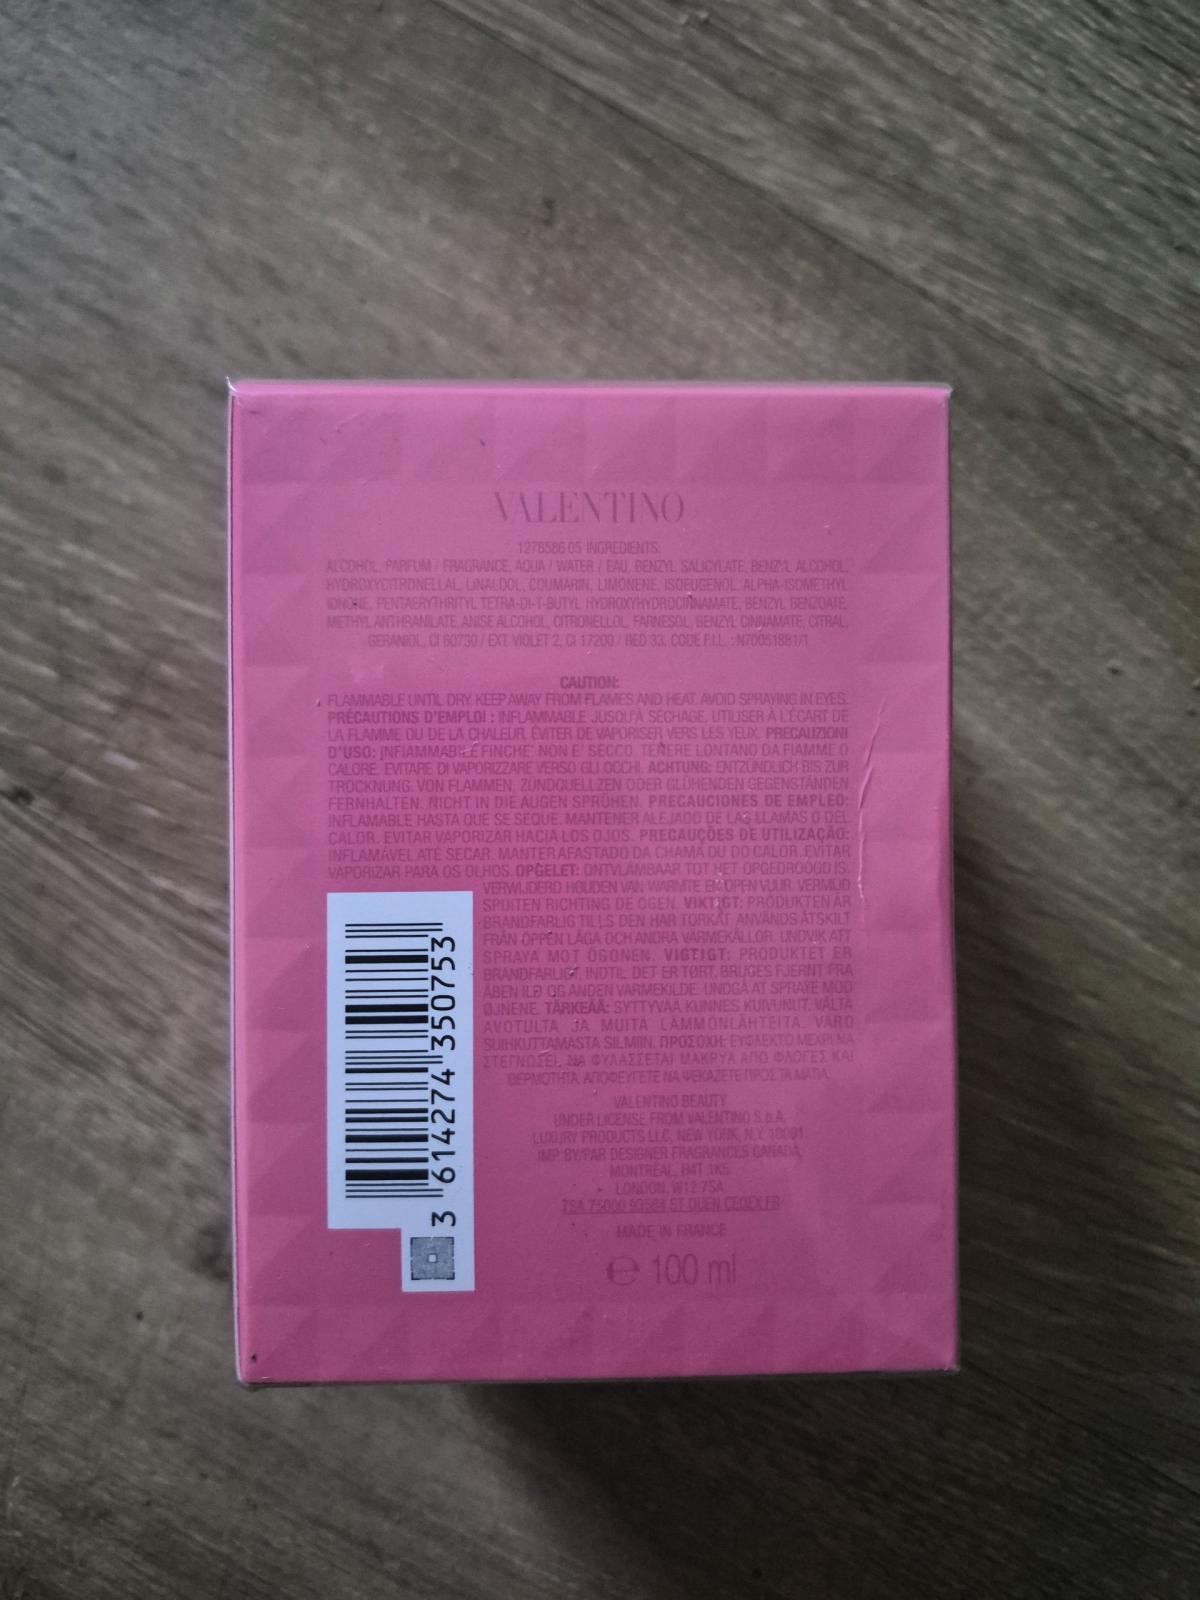 VALENTINO
1278586 05 INGREDIENTS:
ALCOHOL, PARFUM / FRAGRANCE, AQUA / WATER / EAU, BENZYL SALICYLATE, BENZYL ALCOHOL,
HYDROXYCITRONELLAL, LINALOOL, COUMARIN, LIMONENE, ISOEUGENOL, ALPHA-ISOMETHYL
IONONE, PENTAERYTHRITYL TETRA-DI-T-BUTYL HYDROXYHYDROCINNAMATE, BENZYL BENZOATE,
METHYL ANTHRANILATE, ANISE ALCOHOL, CITRONELLOL, FARNESOL, BENZYL CINNAMATE, CITRAL,
GERANIOL, CI 60730 / EXT. VIOLET 2, CI 17200 / RED 33. CODE F.I.L. : N70051881/1
CAUTION:
FLAMMABLE UNTIL DRY. KEEP AWAY FROM FLAMES AND HEAT. AVOID SPRAYING IN EYES.
PRÉCAUTIONS D'EMPLOI : INFLAMMABLE JUSQU'À SÉCHAGE. UTILISER À L'ÉCART DE
LA FLAMME OU DE LA CHALEUR. ÉVITER DE VAPORISER VERS LES YEUX. PRECAUZIONI
D'USO: INFIAMMABILE FINCHE' NON E' SECCO. TENERE LONTANO DA FIAMME O
CALORE. EVITARE DI VAPORIZZARE VERSO GLI OCCHI. ACHTUNG: ENTZÜNDLICH BIS ZUR
TROCKNUNG. VON FLAMMEN, ZÜNDQUELLZEN ODER GLÜHENDEN GEGENSTÄNDEN
FERNHALTEN. NICHT IN DIE AUGEN SPRÜHEN. PRECAUCIONES DE EMPLEO:
INFLAMABLE HASTA QUE SE SEQUE. MANTENER ALEJADO DE LAS LLAMAS O DEL
CALOR. EVITAR VAPORIZAR HACIA LOS OJOS. PRECAUÇÕES DE UTILIZAÇÃO:
INFLAMÁVEL ATÉ SECAR. MANTER AFASTADO DA CHAMA OU DO CALOR. EVITAR
VAPORIZAR PARA OS OLHOS. OPGELET: ONTVLAMBAAR TOT HET OPGEDROOGD IS.
VERWIJDERD HOUDEN VAN WARMTE EN OPEN VUUR. VERMIJD
SPUITEN RICHTING DE OGEN. VIKTIGT: PRODUKTEN ÄR
BRANDFARLIG TILLS DEN HAR TORKAT. ANVÄNDS ÅTSKILT
FRÅN ÖPPEN LÅGA OCH ANDRA VÄRMEKÄLLOR. UNDVIK ATT
SPRAYA MOT ÖGONEN. VIGTIGT: PRODUKTET ER
BRANDFARLIGT, INDTIL DET ER TØRT. BRUGES FJERNT FRA
ÅBEN ILD OG ANDEN VARMEKILDE. UNDGÅ AT SPRAYE MOD
ØJNENE. TÄRKEÄÄ: SYTTYVÄÄ KUNNES KUIVUNUT. VÄLTÄ
AVOTULTA JA MUITA LÄMMÖNLÄHTEITÄ. VARO
SUIHKUTTAMASTA SILMIIN. ΠΡΟΣΟΧΗ: ΕΥΦΛΕΚΤΟ ΜΕΧΡΙ ΝΑ
ΣΤΕΓΝΩΣΕΙ. ΝΑ ΦΥΛΑΣΣΕΤΑΙ ΜΑΚΡΥΑ ΑΠΟ ΦΛΟΓΕΣ ΚΑΙ
ΘΕΡΜΟΤΗΤΑ. ΑΠΟΦΕΥΓΕΤΕ ΝΑ ΨΕΚΑΖΕΤΕ ΠΡΟΣ ΤΑ ΜΑΤΙΑ.
VALENTINO BEAUTY
UNDER LICENSE FROM VALENTINO S.p.A.
LUXURY PRODUCTS LLC, NEW YORK, N.Y. 10001
IMP. BY/PAR DESIGNER FRAGRANCES CANADA,
MONTRÉAL, H4T 1K5
LONDON, W12 7SA
TSA 75000 93584 ST OUEN CEDEX FR
MADE IN FRANCE
℮ 100 ml
3 614274 350753